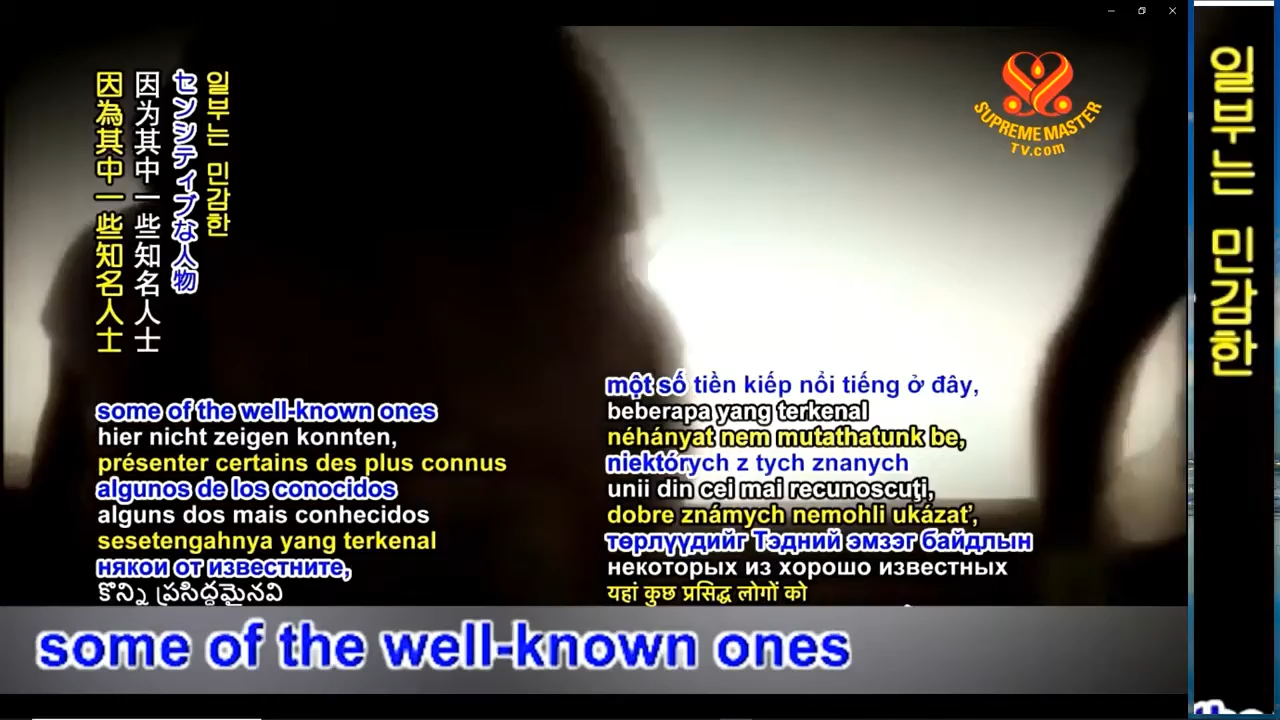 因為其中一些知名人士
因为其中一些知名人士
センシティブな人物
일부는 민감한
SUPREME MASTER
TV.com
some of the well-known ones
hier nicht zeigen konnten,
présenter certains des plus connus
algunos de los conocidos
alguns dos mais conhecidos
sesetengahnya yang terkenal
някои от известните,
కొన్ని ప్రసిద్ధమైనవి
một số tiền kiếp nổi tiếng ở đây,
beberapa yang terkenal
néhányat nem mutathatunk be,
niektórych z tych znanych
unii din cei mai recunoscuţi,
dobre známych nemohli ukázať,
төрлүүдийг Тэдний эмзэг байдлын
некоторых из хорошо известных
यहां कुछ प्रसिद्ध लोगों को
some of the well-known ones
일부는 민감한